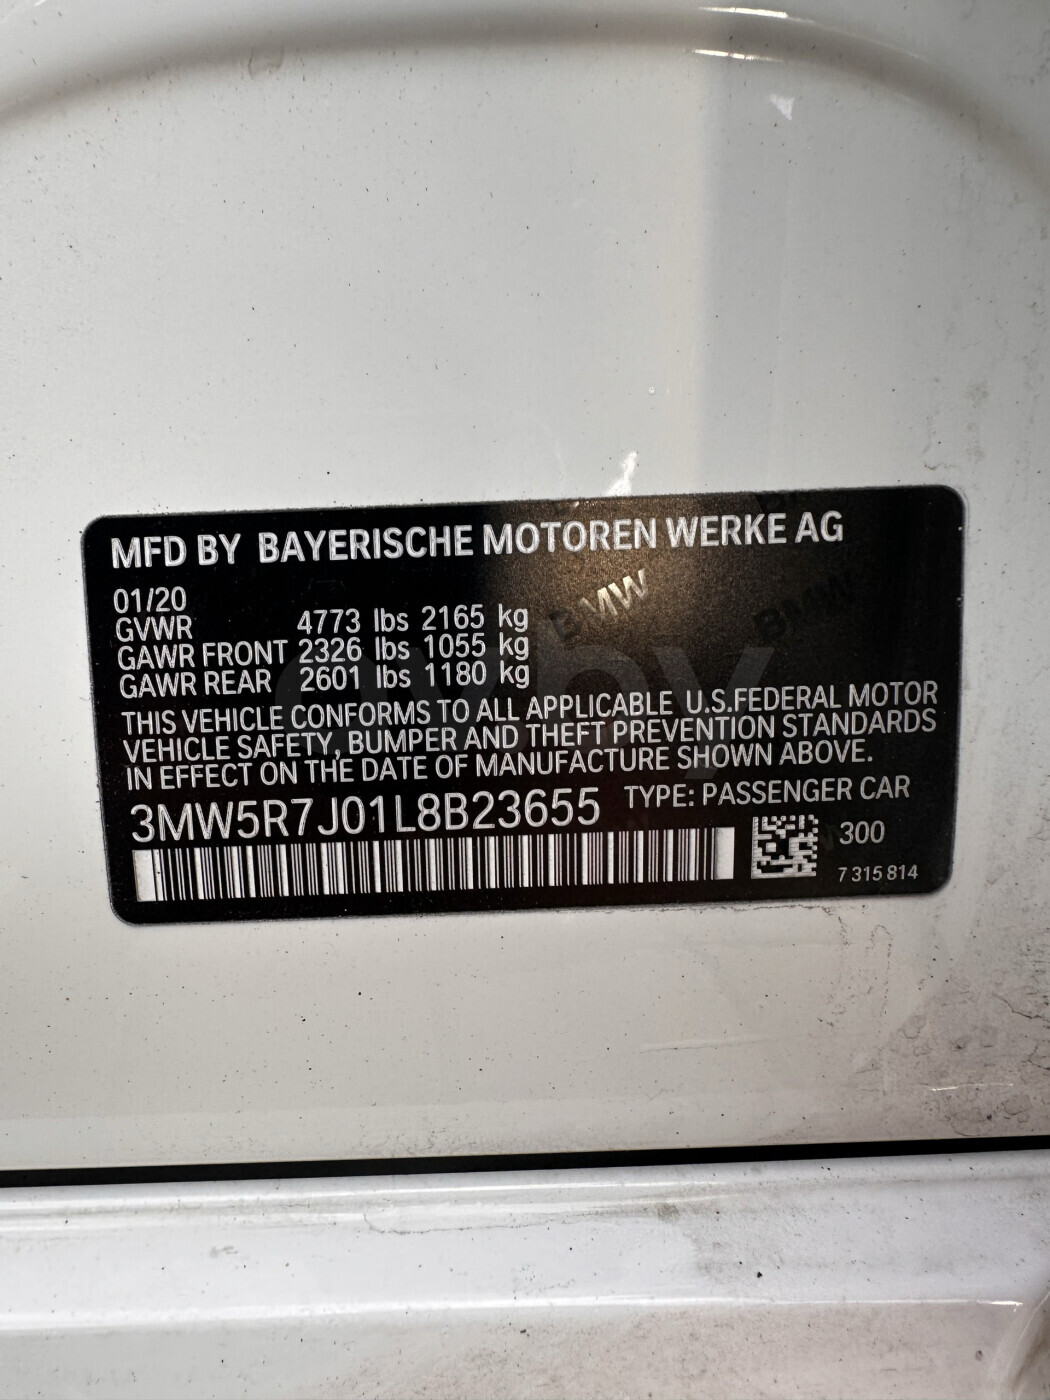 MFD BY BAYERISCHE MOTOREN WERKE AG
01/20
GVWR 4773 lbs 2165 kg
GAWR FRONT 2326 lbs 1055 kg
GAWR REAR 2601 lbs 1180 kg
THIS VEHICLE CONFORMS TO ALL APPLICABLE U.S.FEDERAL MOTOR
VEHICLE SAFETY, BUMPER AND THEFT PREVENTION STANDARDS
IN EFFECT ON THE DATE OF MANUFACTURE SHOWN ABOVE.
3MW5R7J01L8B23655 TYPE: PASSENGER CAR
300
7 315 814
BMW
BMW